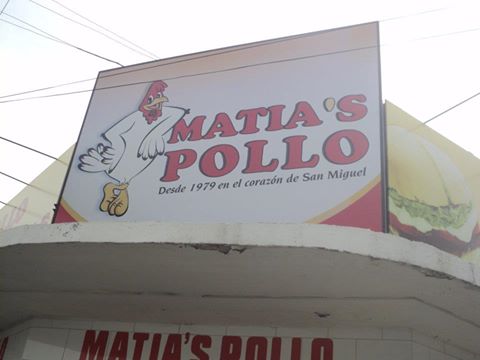 MATIA'S
POLLO
Desde 1979 en el corazón de San Miguel
MATIA'S POLLO